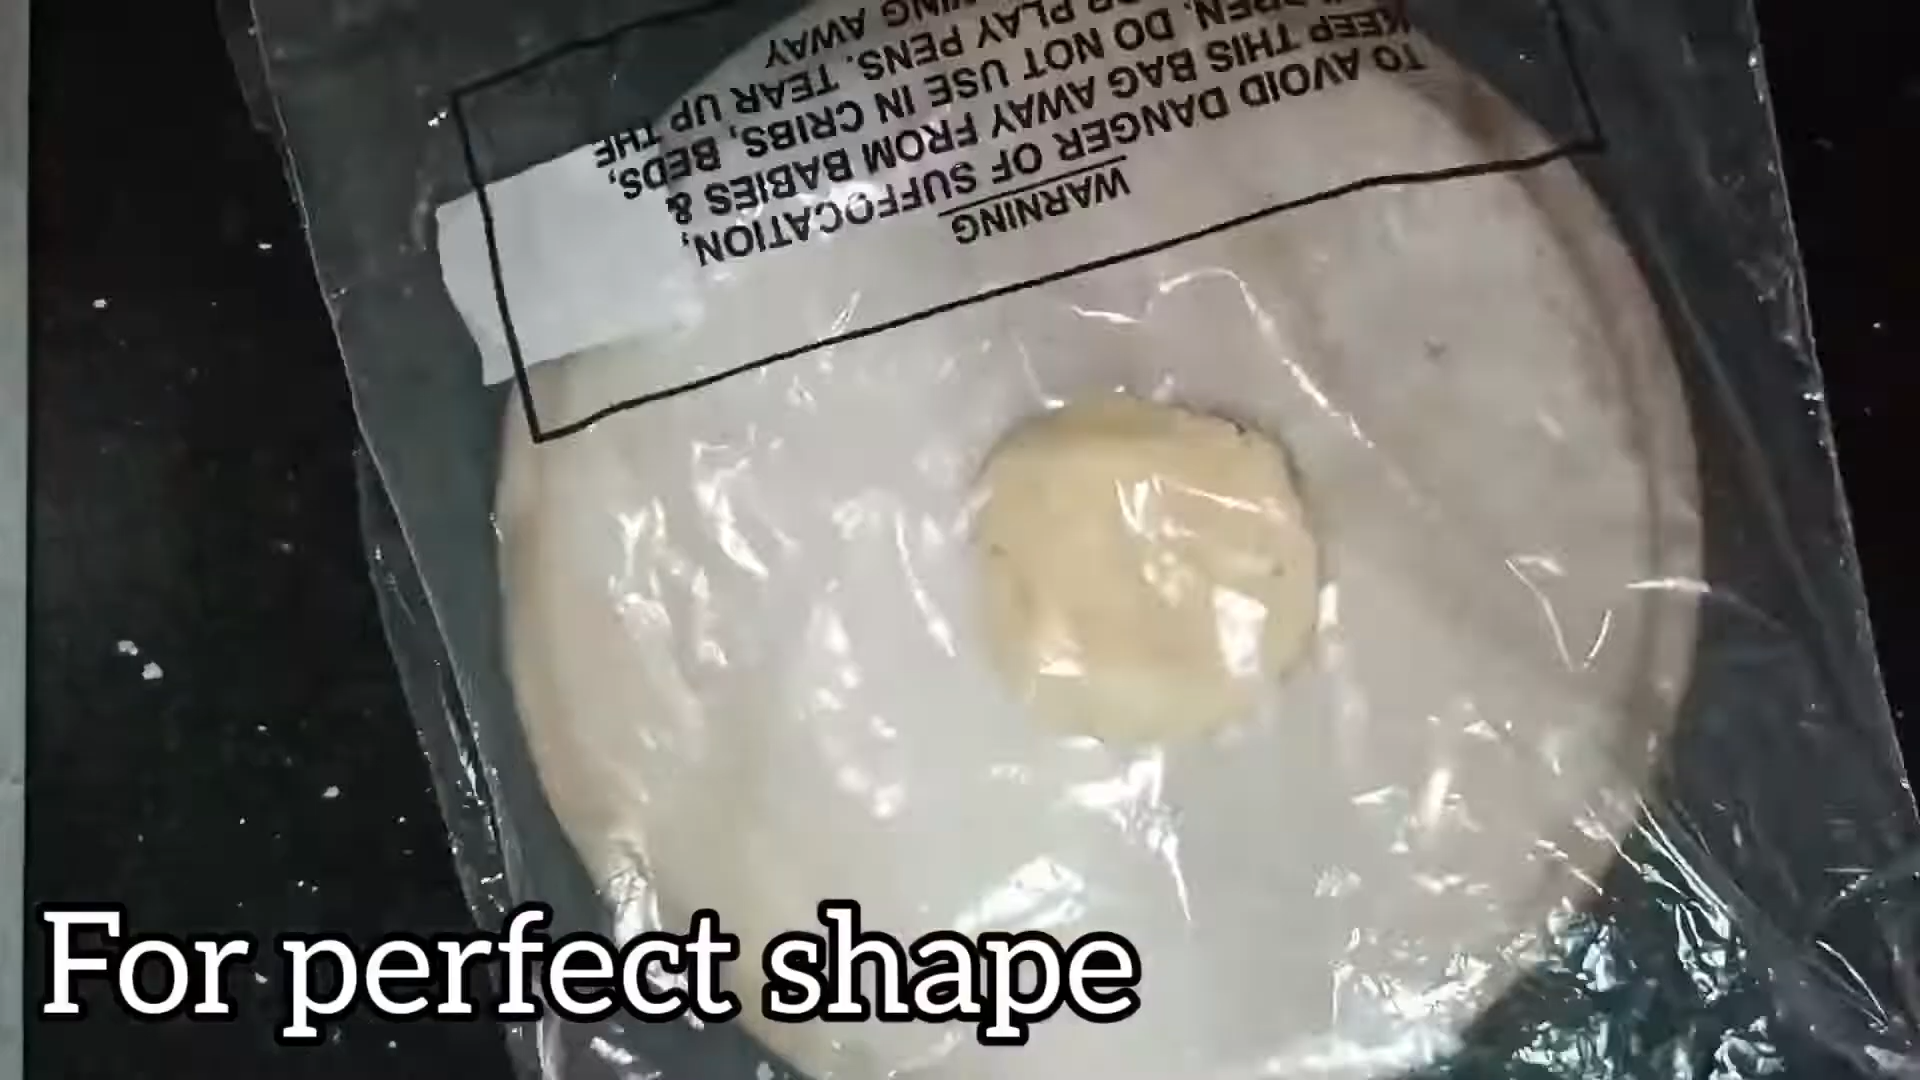 WARNING
TO AVOID DANGER OF SUFFOCATION,
KEEP THIS BAG AWAY FROM BABIES &
DO NOT USE IN CRIBS, BEDS,
PLAY PENS. TEAR UP THE
AWAY
For perfect shape